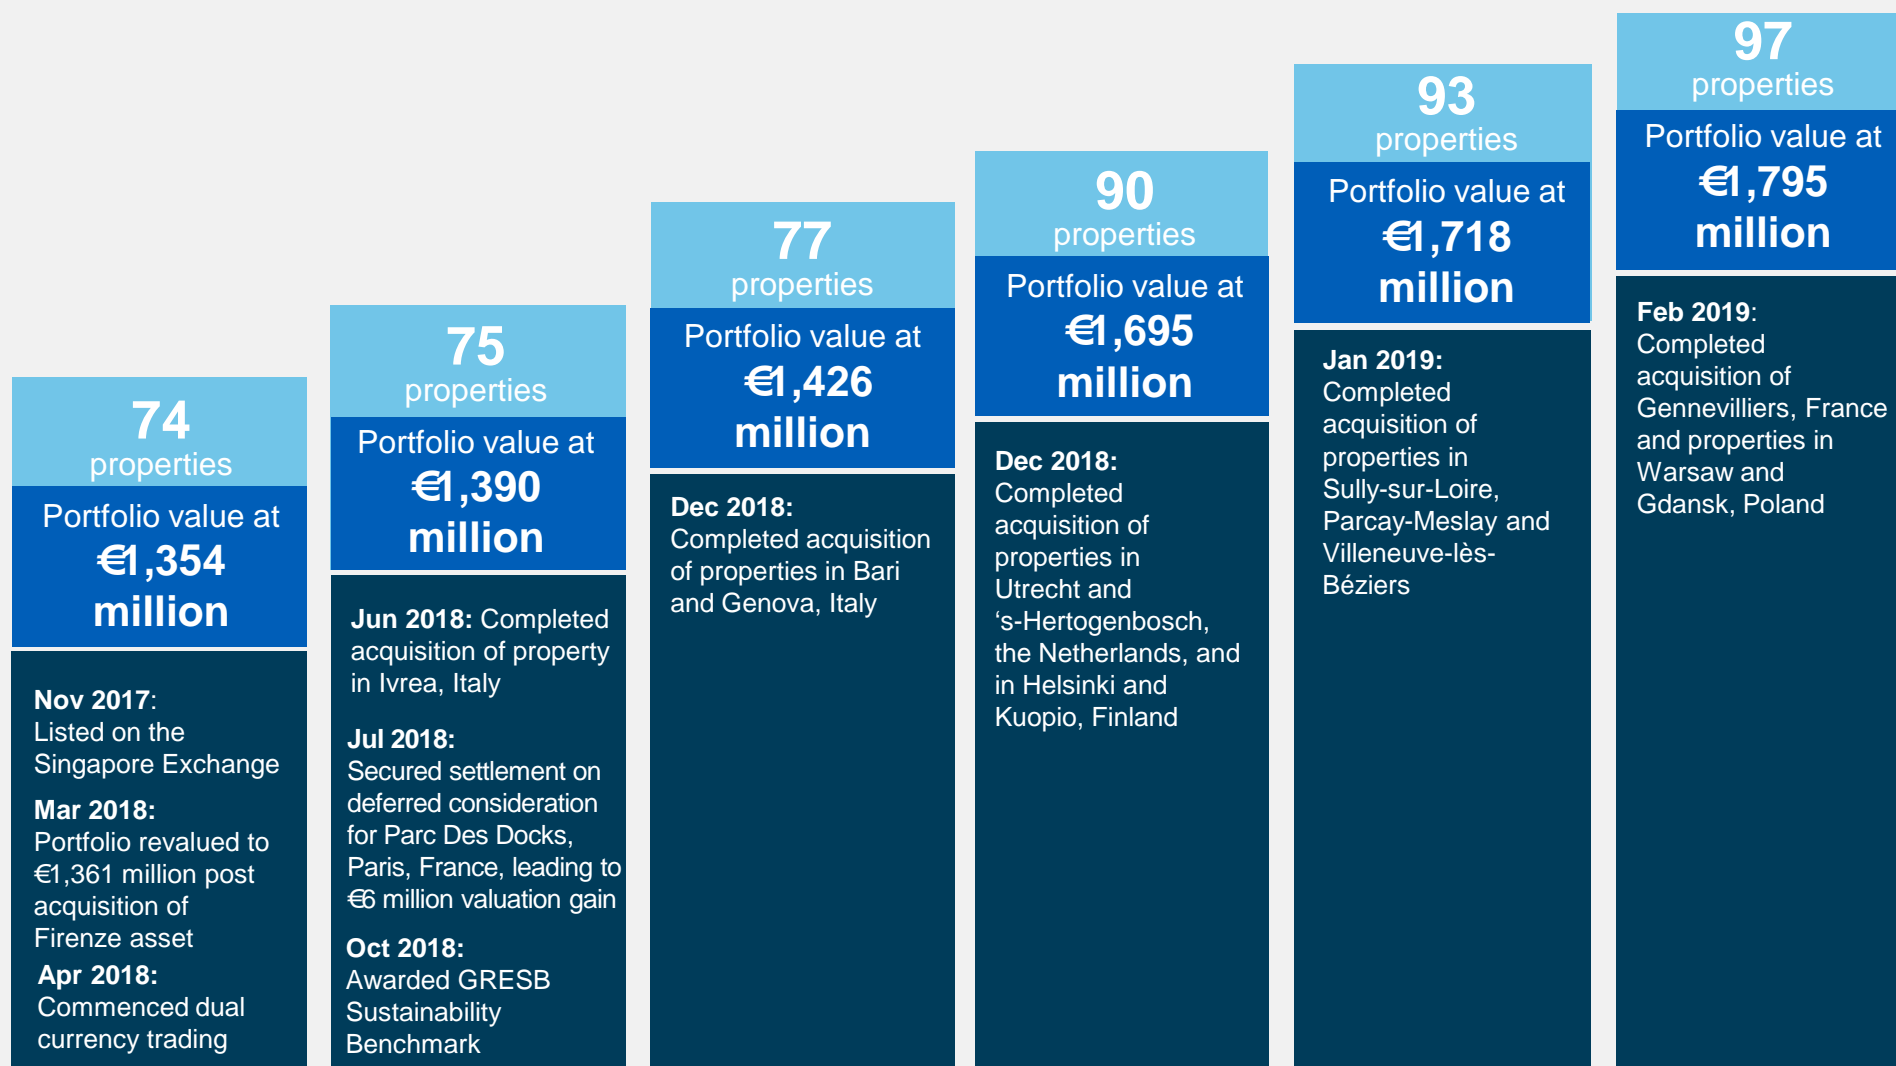 74
properties
Portfolio value at
€1,354
million
Nov 2017:
Listed on the
Singapore Exchange
Mar 2018:
Portfolio revalued to
€1,361 million post
acquisition of
Firenze asset
Apr 2018:
Commenced dual
currency trading
75
properties
Portfolio value at
€1,390
million
Jun 2018: Completed
acquisition of property
in Ivrea, Italy
Jul 2018:
Secured settlement on
deferred consideration
for Parc Des Docks,
Paris, France, leading to
€6 million valuation gain
Oct 2018:
Awarded GRESB
Sustainability
Benchmark
77
properties
Portfolio value at
€1,426
million
Dec 2018:
Completed acquisition
of properties in Bari
and Genova, Italy
90
properties
Portfolio value at
€1,695
million
Dec 2018:
Completed
acquisition of
properties in
Utrecht and
‘s-Hertogenbosch,
the Netherlands, and
in Helsinki and
Kuopio, Finland
93
properties
Portfolio value at
€1,718
million
Jan 2019:
Completed
acquisition of
properties in
Sully-sur-Loire,
Parcay-Meslay and
Villeneuve-lès-
Béziers
97
properties
Portfolio value at
€1,795
million
Feb 2019:
Completed
acquisition of
Gennevilliers, France
and properties in
Warsaw and
Gdansk, Poland